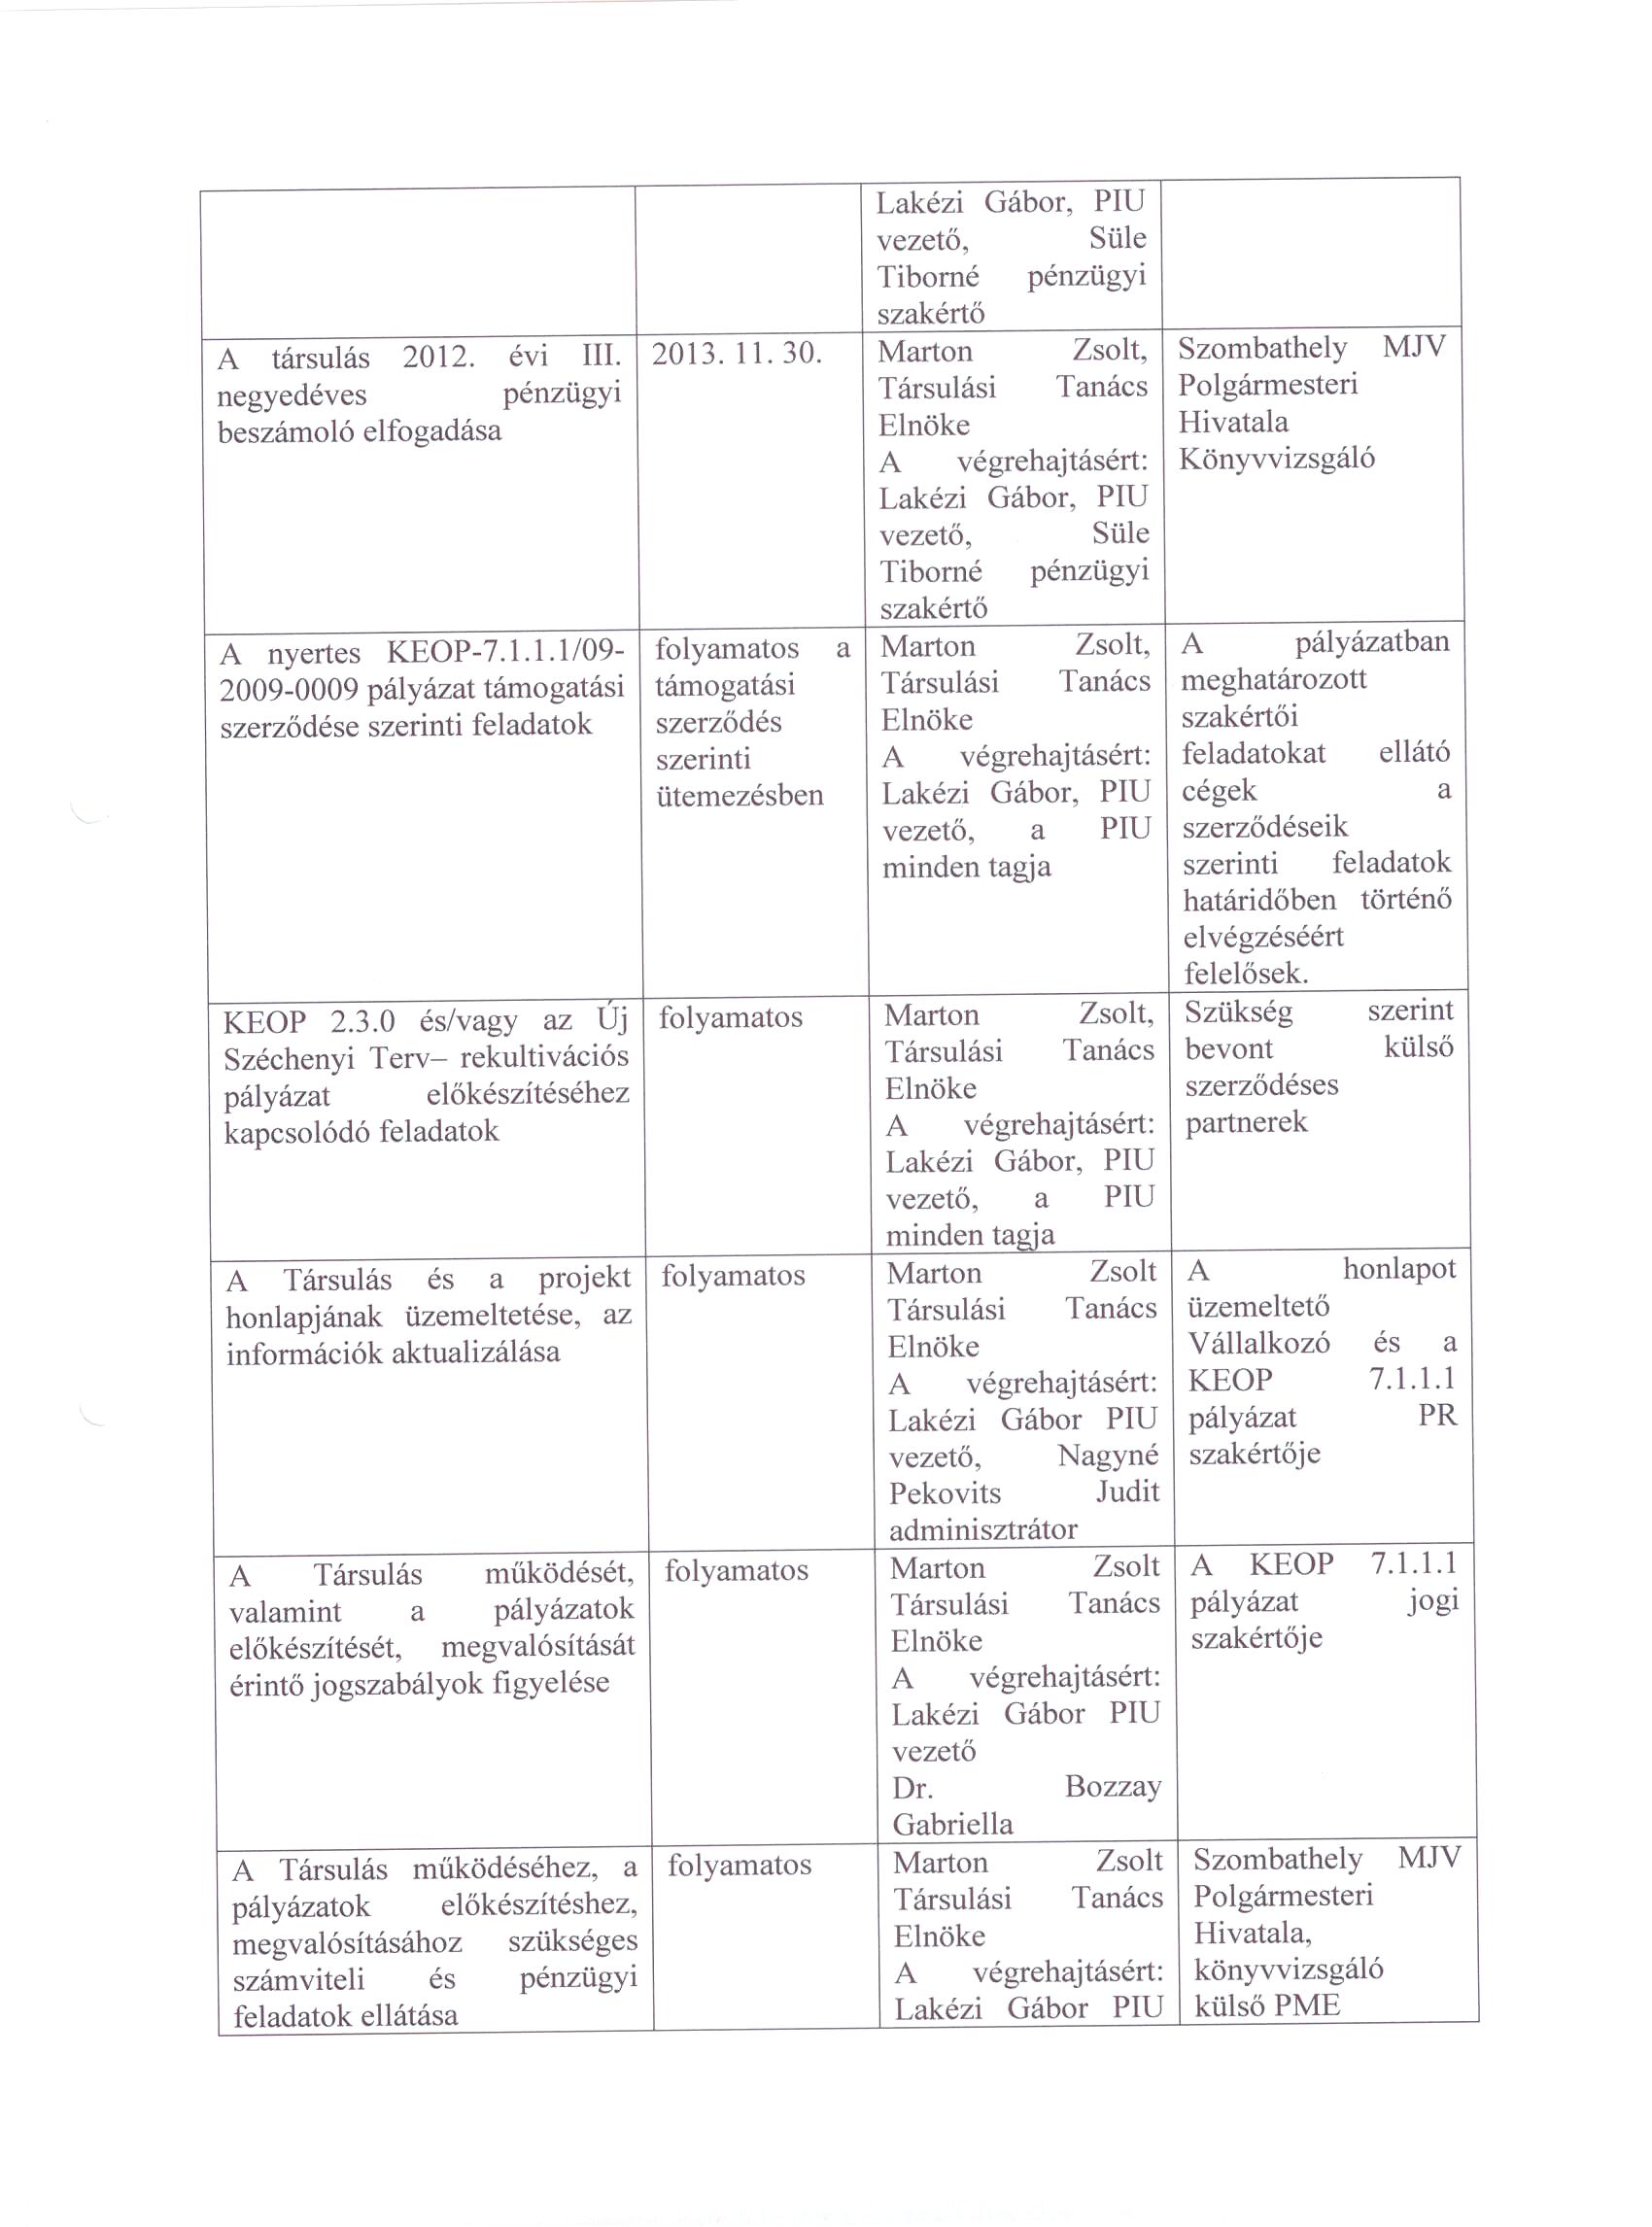 Lakézi Gábor, PIU
vezető, Süle
Tiborné pénzügyi
szakértő
A társulás 2012. évi III.
negyedéves pénzügyi
beszámoló elfogadása
2013. 11. 30.
Marton Zsolt,
Társulási Tanács
Elnöke
A végrehajtásért:
Lakézi Gábor, PIU
vezető, Süle
Tiborné pénzügyi
szakértő
Szombathely MJV
Polgármesteri
Hivatala
Könyvvizsgáló
A nyertes KEOP-7.1.1.1/09-
2009-0009 pályázat támogatási
szerződése szerinti feladatok
folyamatos a
támogatási
szerződés
szerinti
ütemezésben
Marton Zsolt,
Társulási Tanács
Elnöke
A végrehajtásért:
Lakézi Gábor, PIU
vezető, a PIU
minden tagja
A pályázatban
meghatározott
szakértői
feladatokat ellátó
cégek a
szerződéseik
szerinti feladatok
határidőben történő
elvégzéséért
felelősek.
KEOP 2.3.0 és/vagy az Új
Széchenyi Terv– rekultivációs
pályázat előkészítéséhez
kapcsolódó feladatok
folyamatos
Marton Zsolt,
Társulási Tanács
Elnöke
A végrehajtásért:
Lakézi Gábor, PIU
vezető, a PIU
minden tagja
Szükség szerint
bevont külső
szerződéses
partnerek
A Társulás és a projekt
honlapjának üzemeltetése, az
információk aktualizálása
folyamatos
Marton Zsolt
Társulási Tanács
Elnöke
A végrehajtásért:
Lakézi Gábor PIU
vezető, Nagyné
Pekovits Judit
adminisztrátor
A honlapot
üzemeltető
Vállalkozó és a
KEOP 7.1.1.1
pályázat PR
szakértője
A Társulás működését,
valamint a pályázatok
előkészítését, megvalósítását
érintő jogszabályok figyelése
folyamatos
Marton Zsolt
Társulási Tanács
Elnöke
A végrehajtásért:
Lakézi Gábor PIU
vezető
Dr. Bozzay
Gabriella
A KEOP 7.1.1.1
pályázat jogi
szakértője
A Társulás működéséhez, a
pályázatok előkészítéshez,
megvalósításához szükséges
számviteli és pénzügyi
feladatok ellátása
folyamatos
Marton Zsolt
Társulási Tanács
Elnöke
A végrehajtásért:
Lakézi Gábor PIU
Szombathely MJV
Polgármesteri
Hivatala,
könyvvizsgáló
külső PME